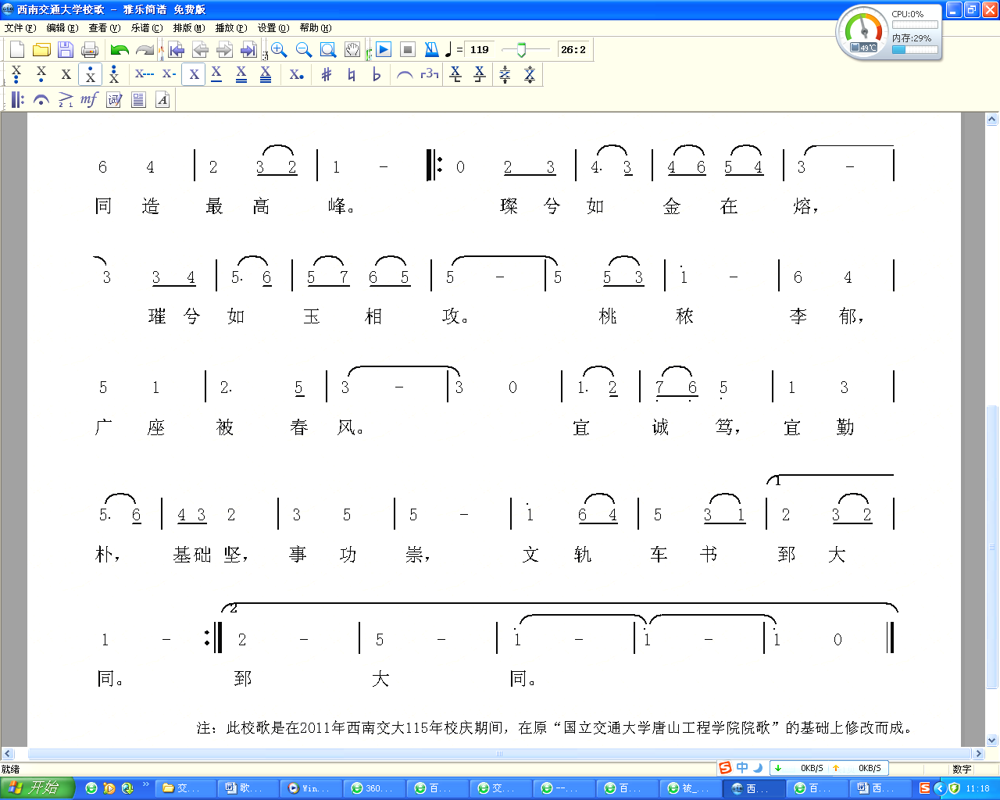 西南交通大学校歌 - 雅乐简谱 免费版
文件(F) 编辑(E) 查看(V) 乐谱(C) 排版(M) 播放(P) 设置(O) 帮助(H)
CPU:0%
内存:29%
49℃
= 119 26:2
X X X X X X--- X- X X X X X. # ♮ ♭ 3 X X X X
2 1 mf 词 A
6 4 | 2 3 2 | 1 - |: 0 2 3 | 4. 3 | 4 6 5 4 | 3 - |
同 造 最 高 峰。 璨 兮 如 金 在 熔，
3 3 4 | 5. 6 | 5 7 6 5 | 5 - | 5 5 3 | 1 - | 6 4 |
璀 兮 如 玉 相 攻。 桃 秾 李 郁，
5 1 | 2. 5 | 3 - | 3 0 | 1. 2 | 7 6 5 | 1 3 |
广 座 被 春 风。 宜 诚 笃， 宜 勤
1
5. 6 | 4 3 2 | 3 5 | 5 - | 1 6 4 | 5 3 1 | 2 3 2 |
朴， 基础 坚， 事 功 崇， 文 轨 车 书 郅 大
2
1 - :| 2 - | 5 - | 1 - | 1 - | 1 0 |
同。 郅 大 同。
注：此校歌是在2011年西南交大115年校庆期间，在原“国立交通大学唐山工程学院院歌”的基础上修改而成。
就绪 中 0KB/S 0KB/S 数字
开始 交... 歌... Win... 360... 百... 交... --... 百... 被_... 西... 百... 西... 11:18